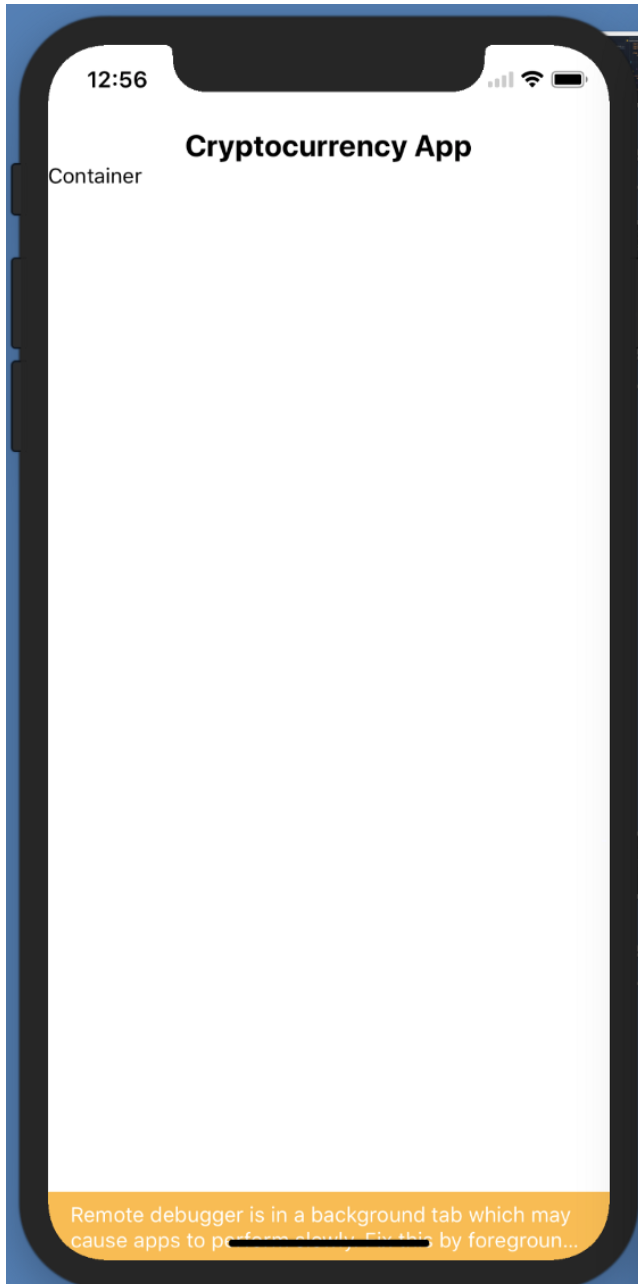 12:56
Cryptocurrency App
Container
Remote debugger is in a background tab which may
cause apps to perform slowly. Fix this by foregroun...